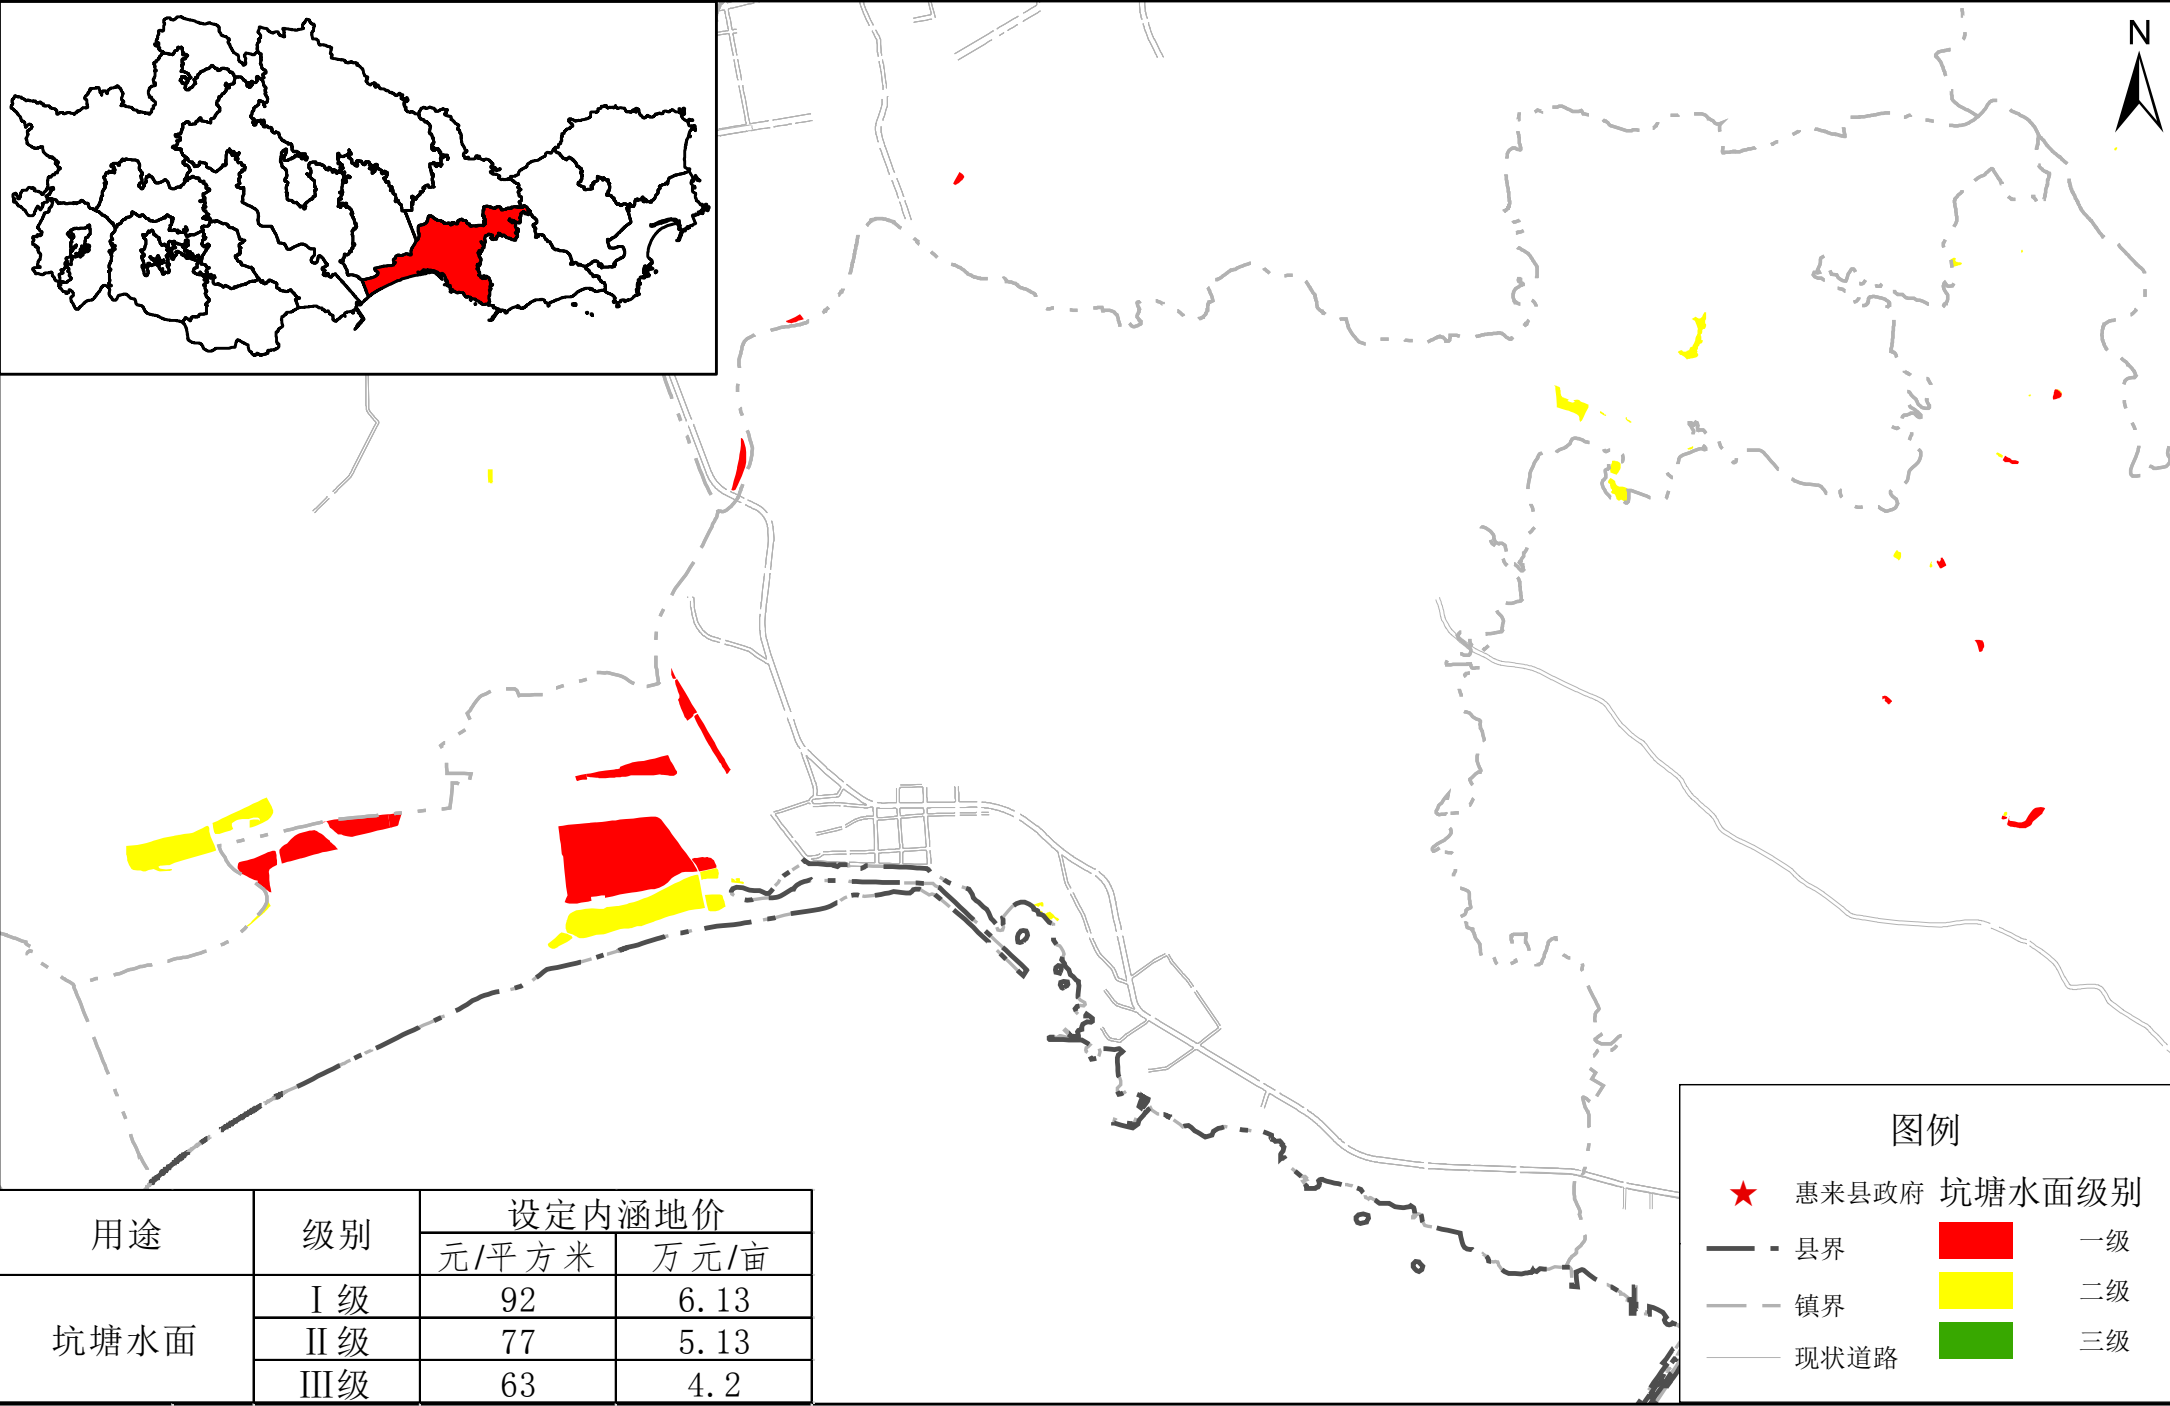 N
图例
惠来县政府 坑塘水面级别
县界 一级
镇界 二级
现状道路 三级
用途 级别 设定内涵地价
元/平方米 万元/亩
坑塘水面 Ⅰ级 92 6.13
Ⅱ级 77 5.13
Ⅲ级 63 4.2